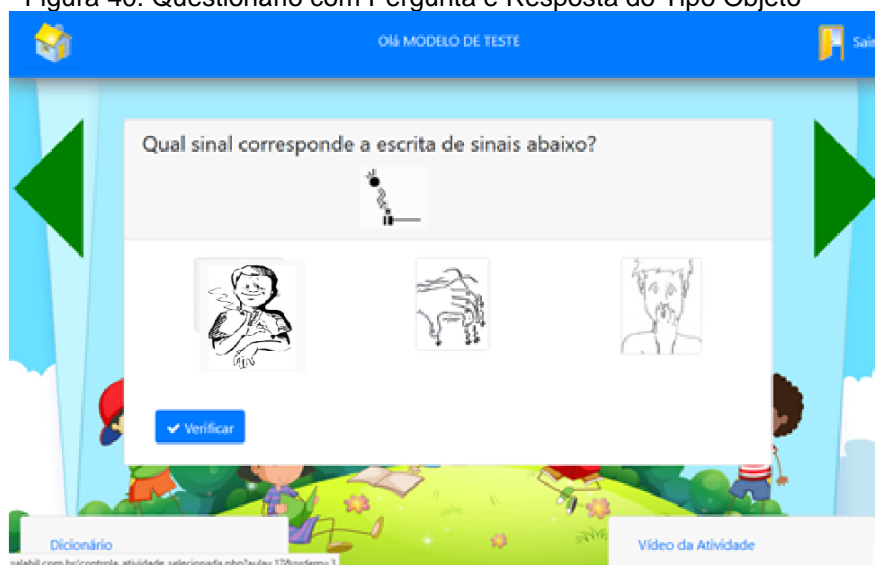 Figura 40: Questionário com Pergunta e Resposta do Tipo Objeto
Olá MODELO DE TESTE
Sair
Qual sinal corresponde a escrita de sinais abaixo?
Verificar
Dicionário
Vídeo da Atividade